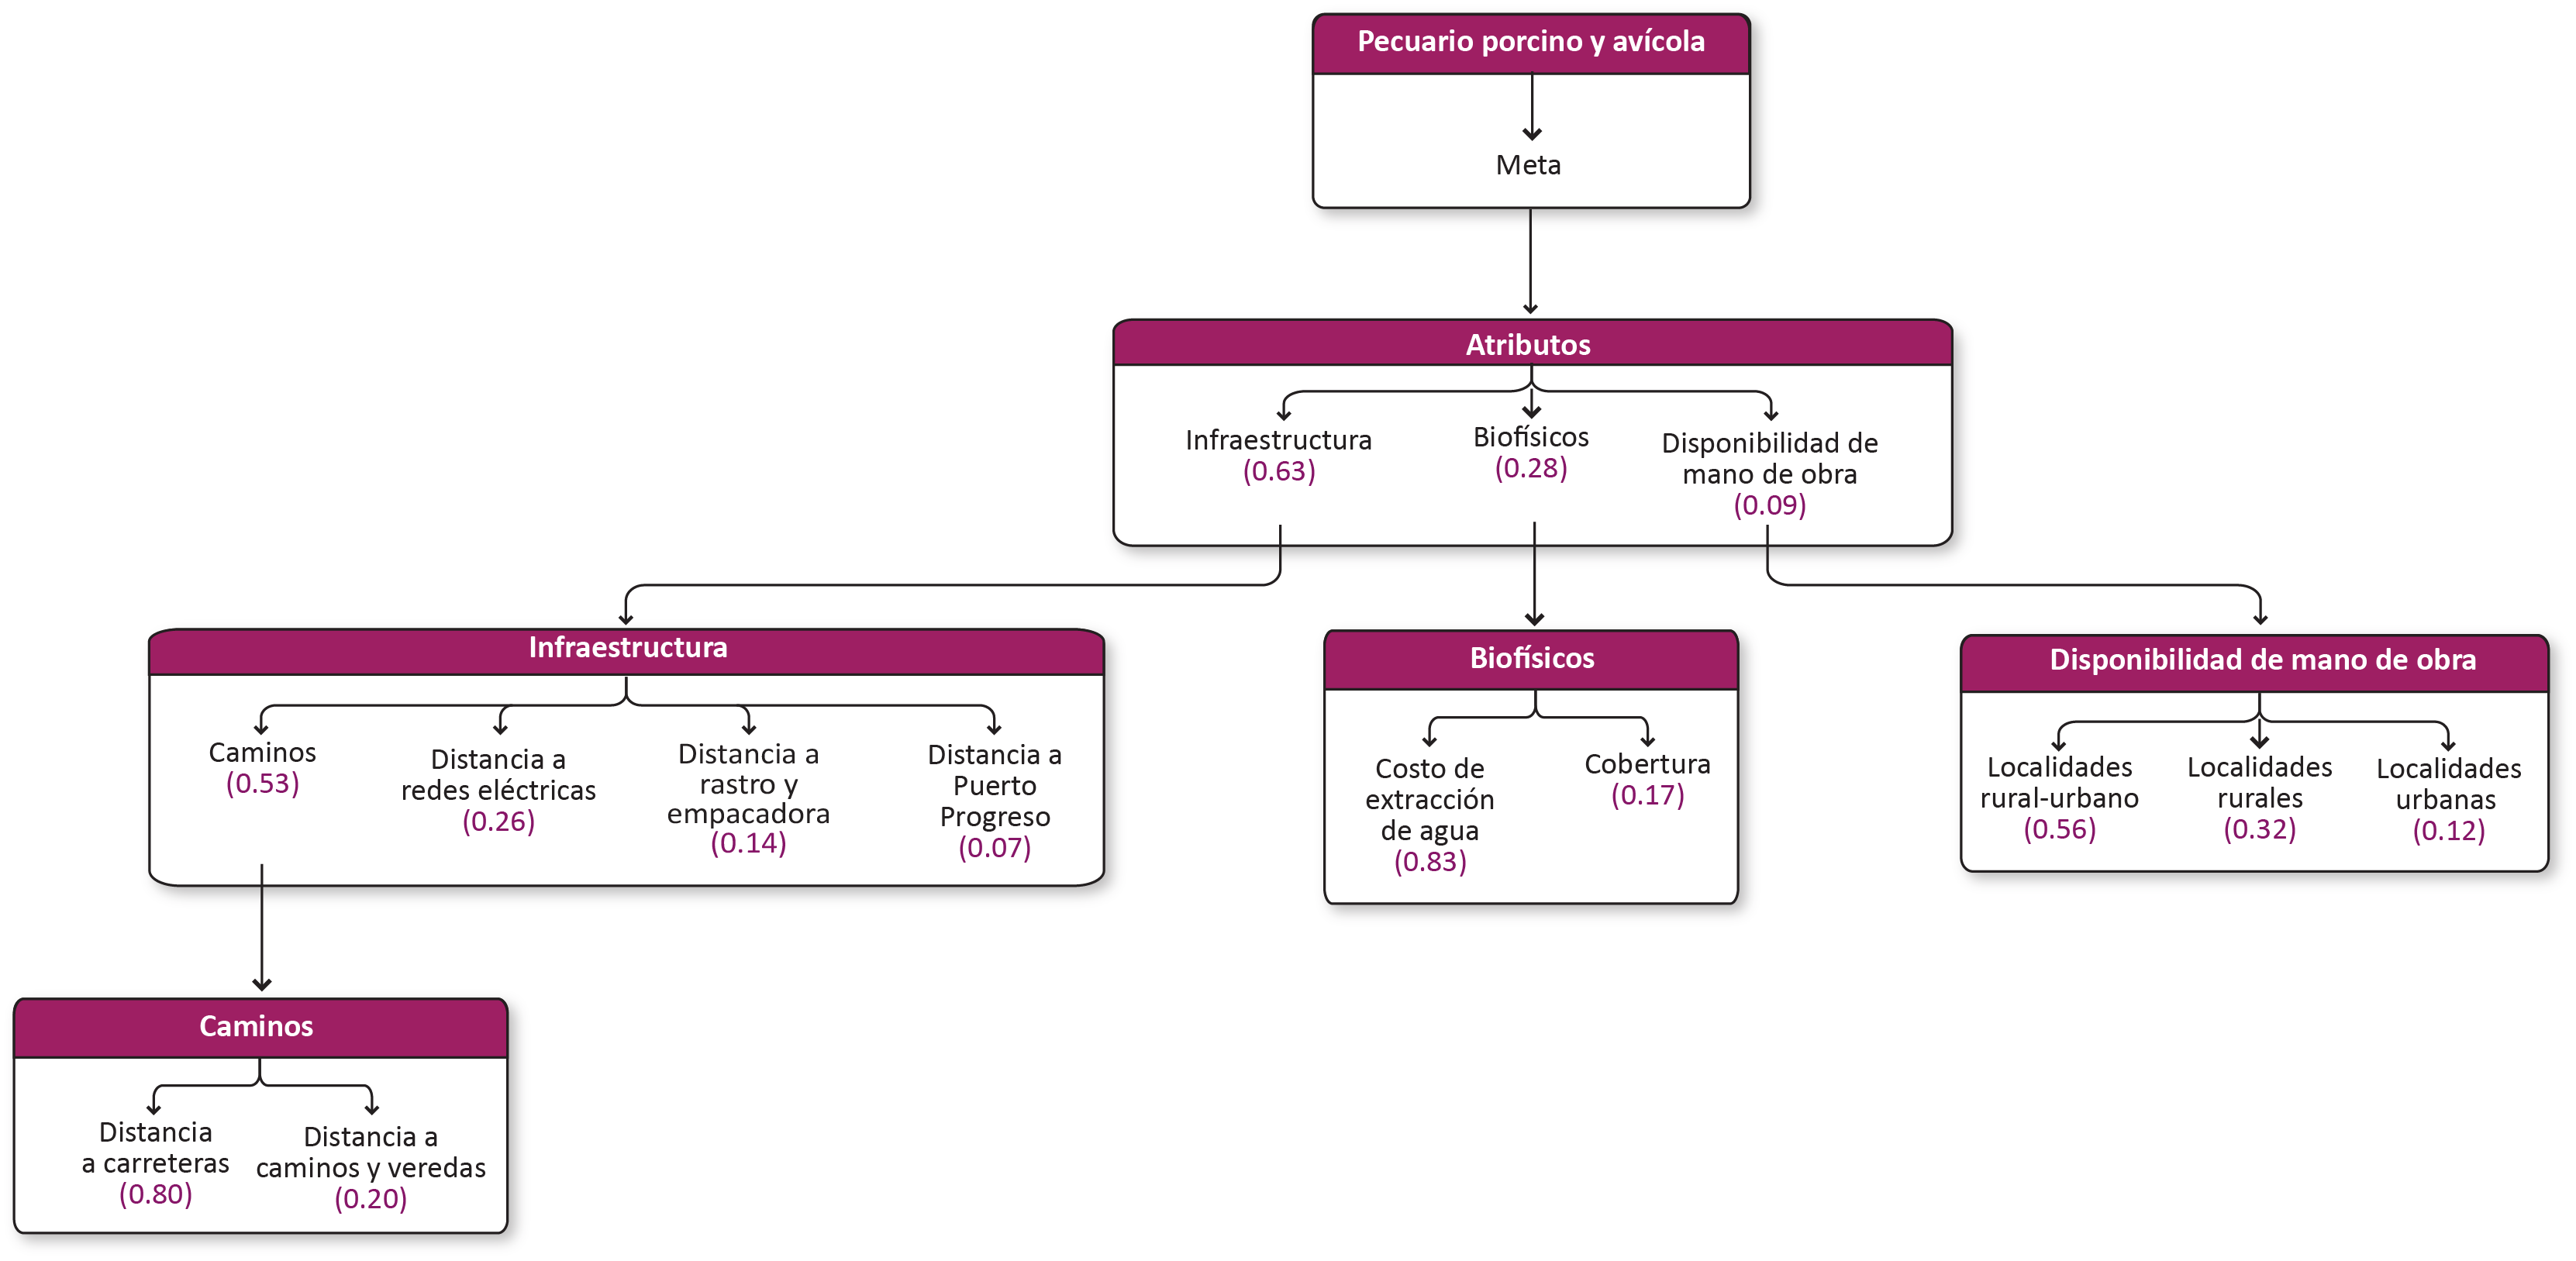 Pecuario porcino y avícola
Meta
Atributos
Infraestructura
(0.63)
Biofísicos
(0.28)
Disponibilidad de
mano de obra
(0.09)
Infraestructura
Caminos
(0.53)
Distancia a
redes eléctricas
(0.26)
Distancia a
rastro y
empacadora
(0.14)
Distancia a
Puerto
Progreso
(0.07)
Biofísicos
Costo de
extracción
de agua
(0.83)
Cobertura
(0.17)
Disponibilidad de mano de obra
Localidades
rural-urbano
(0.56)
Localidades
rurales
(0.32)
Localidades
urbanas
(0.12)
Caminos
Distancia
a carreteras
(0.80)
Distancia a
caminos y veredas
(0.20)